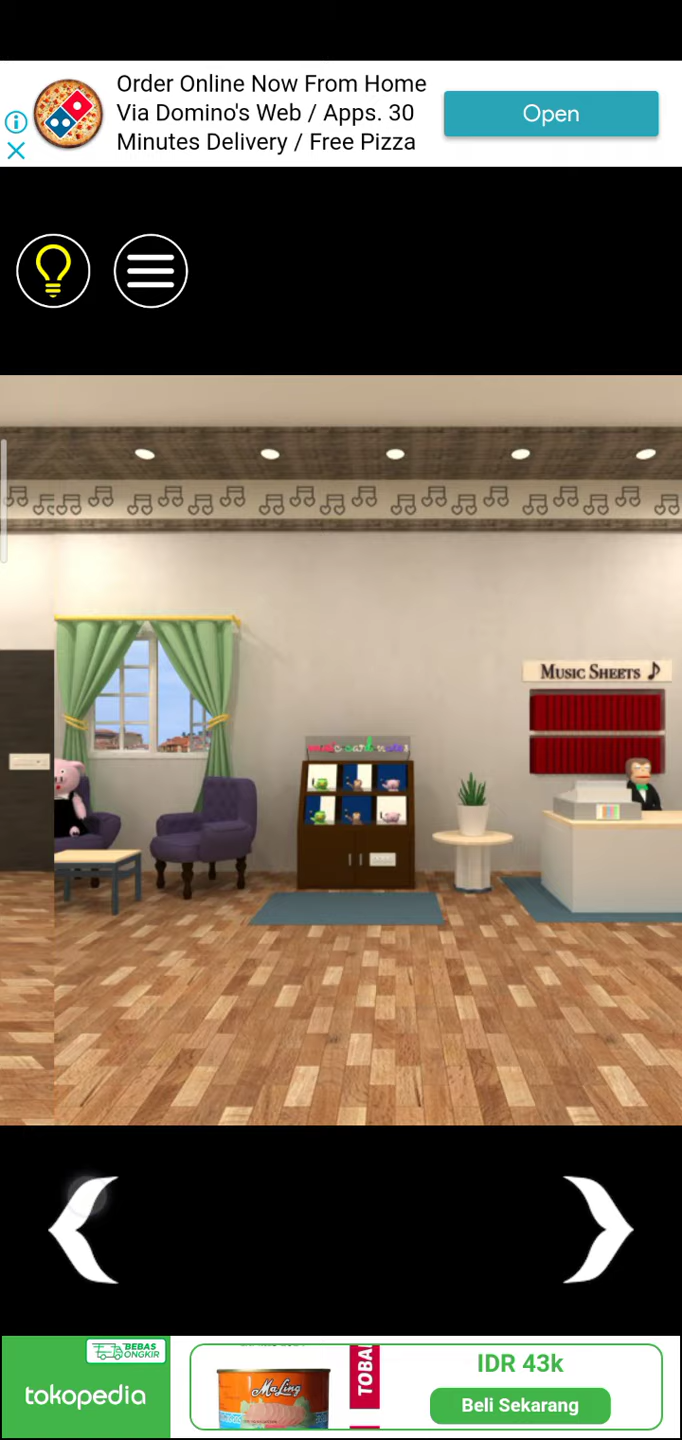 Order Online Now From Home
Via Domino's Web / Apps. 30
Minutes Delivery / Free Pizza
Open
MUSIC SHEETS
BEBAS
ONGKIR
tokopedia
MaLing
IDR 43k
Beli Sekarang